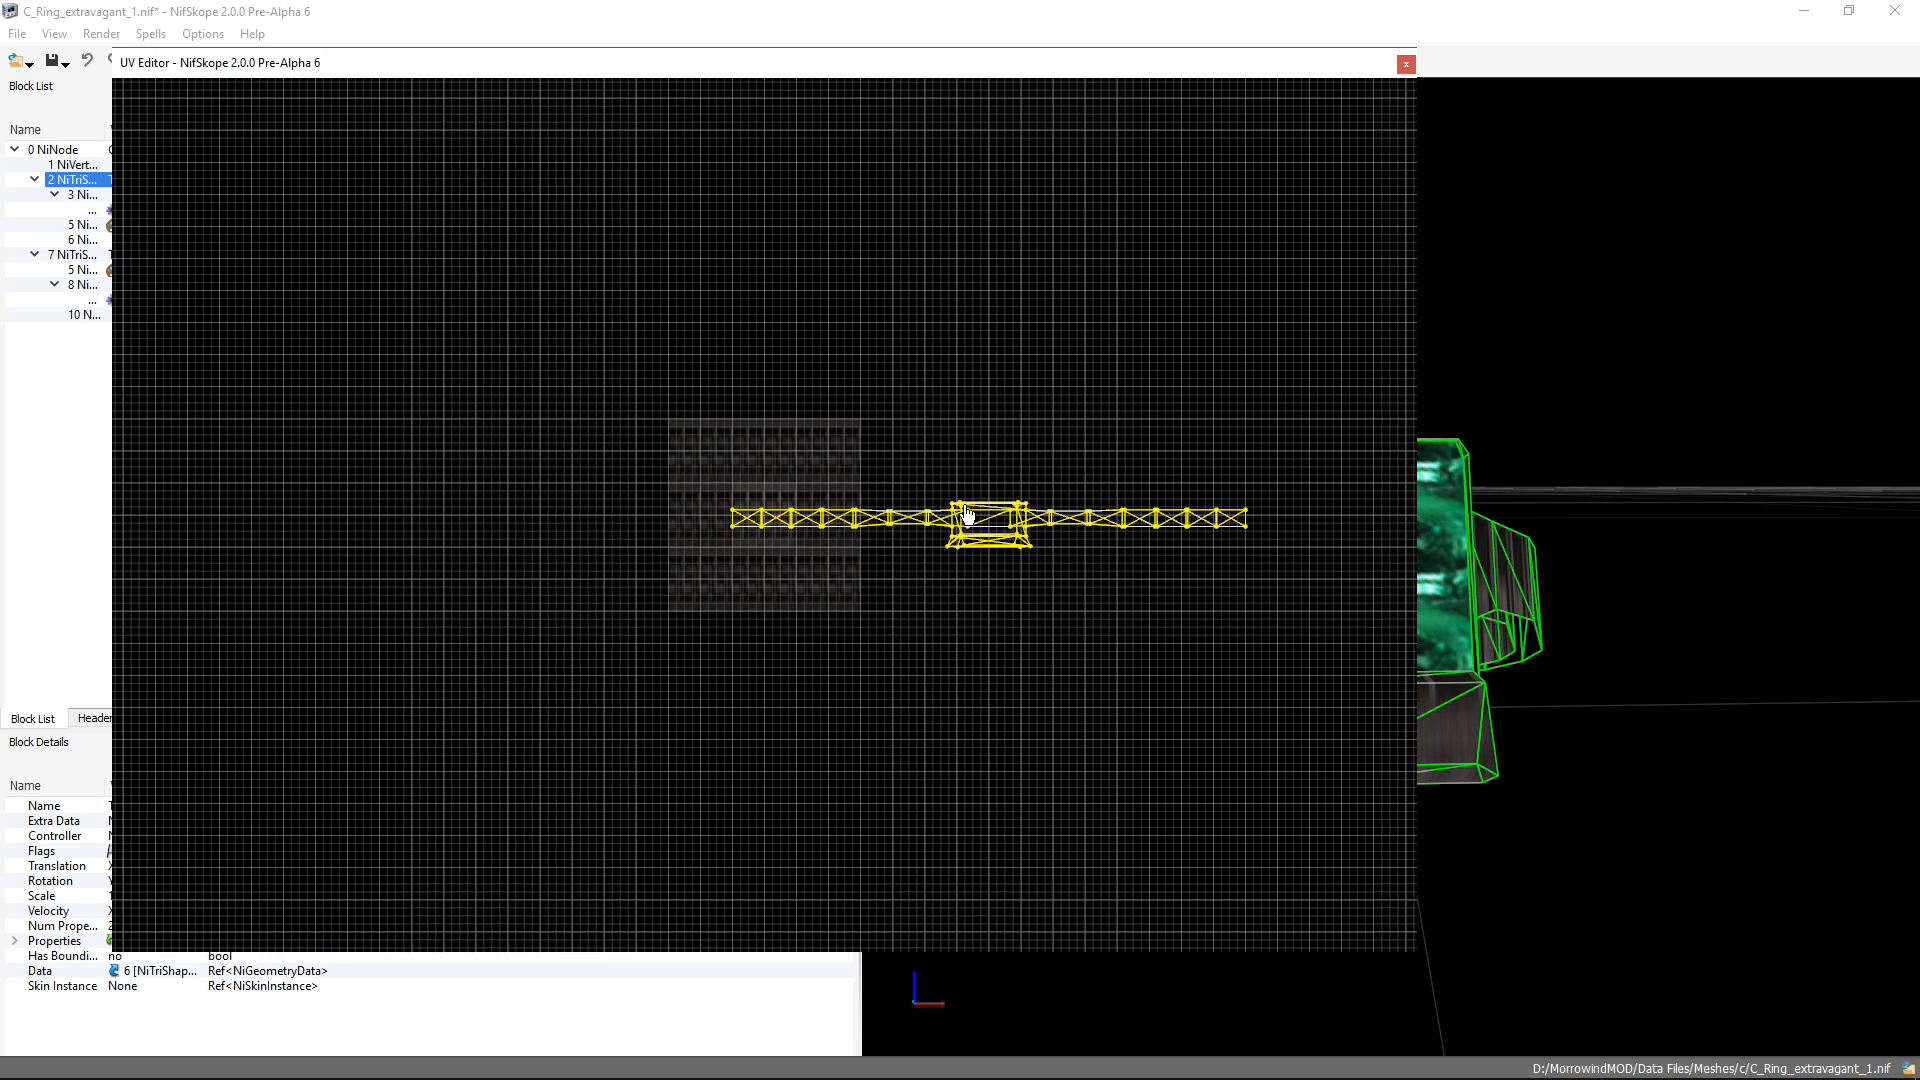 C_Ring_extravagant_1.nif* - NifSkope 2.0.0 Pre-Alpha 6
File View Render Spells Options Help
UV Editor - NifSkope 2.0.0 Pre-Alpha 6
x
Block List
Name
0 NiNode
1 NiVert...
2 NiTriS...
3 Ni...
...
5 Ni...
6 Ni...
7 NiTriS...
5 Ni...
8 Ni...
...
10 N...
Block List Header
Block Details
Name
Name
Extra Data
Controller
Flags
Translation
Rotation
Scale
Velocity
Num Prope...
Properties
Has Boundi... no bool
Data 6 [NiTriShap... Ref<NiGeometryData>
Skin Instance None Ref<NiSkinInstance>
D:/MorrowindMOD/Data Files/Meshes/c/C_Ring_extravagant_1.nif